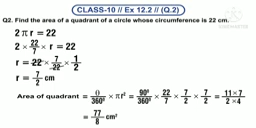 CLASS-10 // Ex 12.2 // (Q.2)
Q2. Find the area of a quadrant of a circle whose circumference is 22 cm.
2 π r = 22
2 × 22/7 × r = 22
r = 22 × 7/22 × 1/2
r = 7/2 cm
Area of quadrant = θ/360° × πr² = 90°/360° × 22/7 × 7/2 × 7/2 = 11×7/2×4
= 77/8 cm²